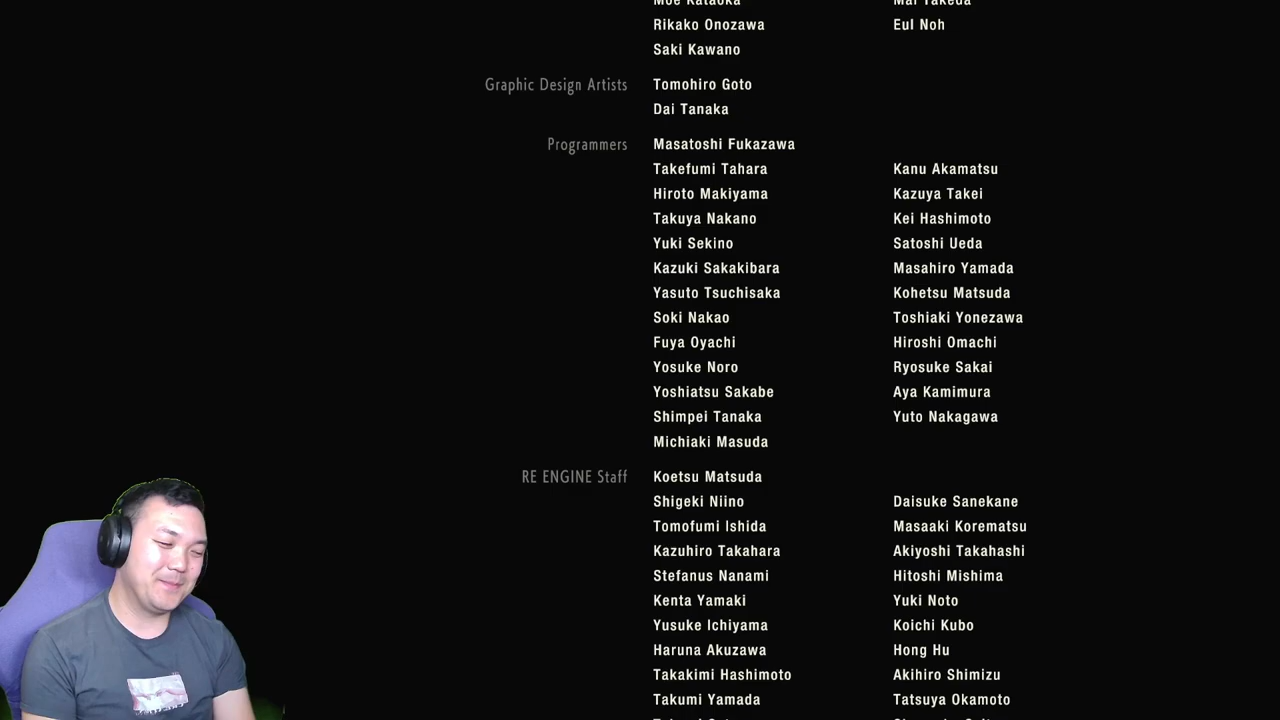 Moe Kataoka Mai Takeda
Rikako Onozawa Eul Noh
Saki Kawano
Graphic Design Artists Tomohiro Goto
Dai Tanaka
Programmers Masatoshi Fukazawa
Takefumi Tahara Kanu Akamatsu
Hiroto Makiyama Kazuya Takei
Takuya Nakano Kei Hashimoto
Yuki Sekino Satoshi Ueda
Kazuki Sakakibara Masahiro Yamada
Yasuto Tsuchisaka Kohetsu Matsuda
Soki Nakao Toshiaki Yonezawa
Fuya Oyachi Hiroshi Omachi
Yosuke Noro Ryosuke Sakai
Yoshiatsu Sakabe Aya Kamimura
Shimpei Tanaka Yuto Nakagawa
Michiaki Masuda
RE ENGINE Staff Koetsu Matsuda
Shigeki Niino Daisuke Sanekane
Tomofumi Ishida Masaaki Korematsu
Kazuhiro Takahara Akiyoshi Takahashi
Stefanus Nanami Hitoshi Mishima
Kenta Yamaki Yuki Noto
Yusuke Ichiyama Koichi Kubo
Haruna Akuzawa Hong Hu
Takakimi Hashimoto Akihiro Shimizu
Takumi Yamada Tatsuya Okamoto